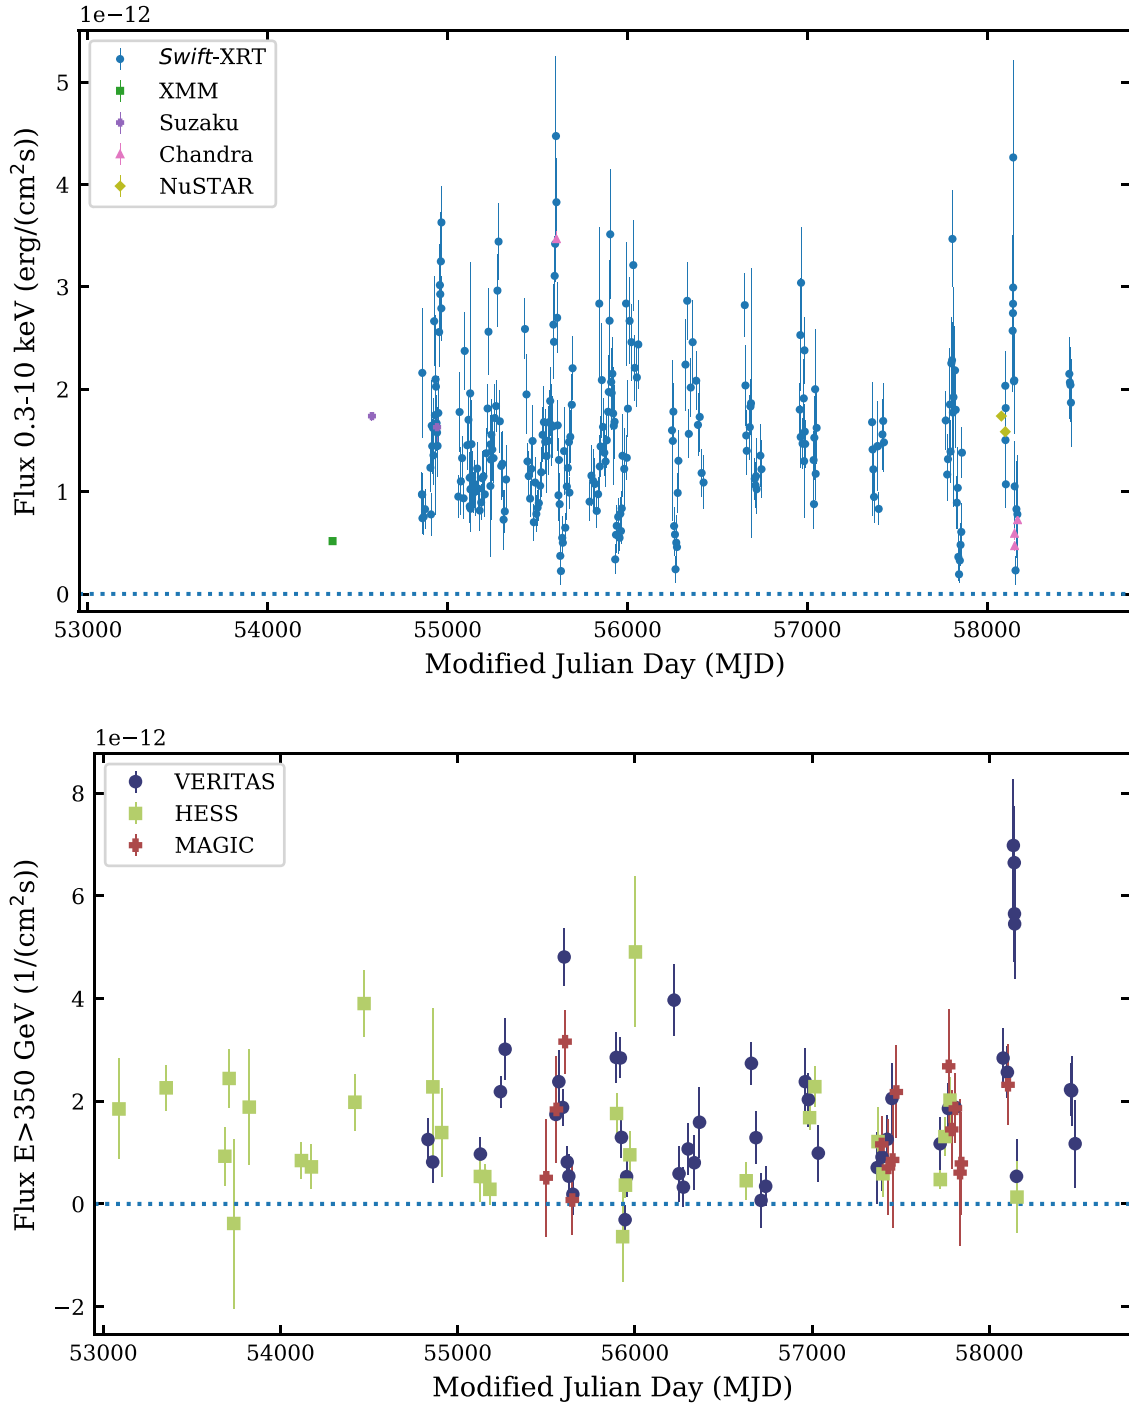 1e−12
Swift-XRT
XMM
Suzaku
Chandra
NuSTAR
5
4
3
2
1
0
Flux 0.3-10 keV (erg/(cm²s))
53000 54000 55000 56000 57000 58000
Modified Julian Day (MJD)
1e−12
VERITAS
HESS
MAGIC
8
6
4
2
0
−2
Flux E>350 GeV (1/(cm²s))
53000 54000 55000 56000 57000 58000
Modified Julian Day (MJD)